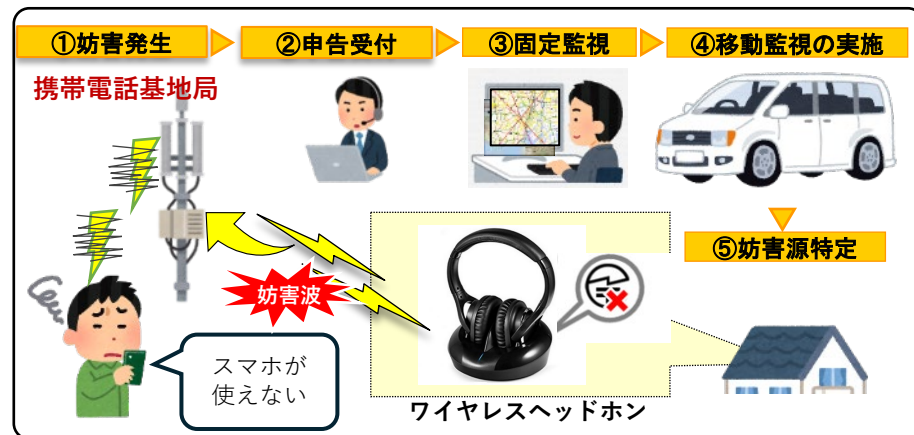 ①妨害発生
②申告受付
③固定監視
④移動監視の実施
携帯電話基地局
⑤妨害源特定
妨害波
スマホが
使えない
ワイヤレスヘッドホン